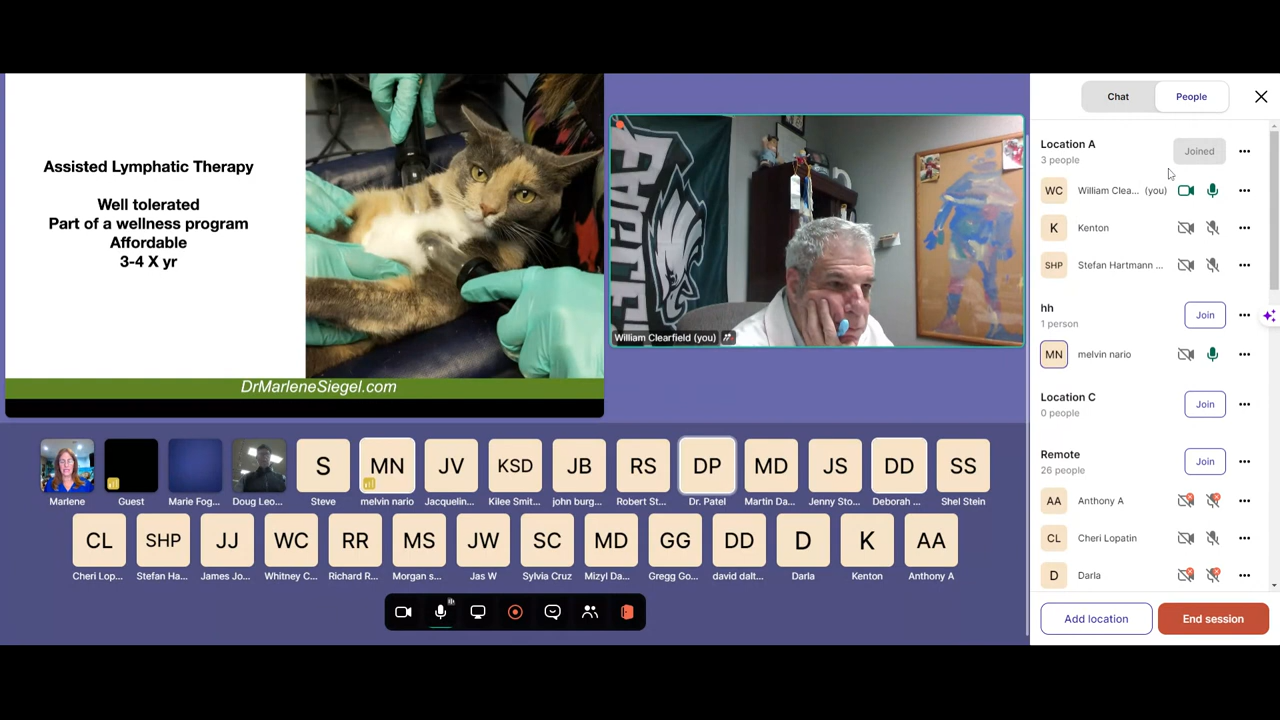 Assisted Lymphatic Therapy
Well tolerated
Part of a wellness program
Affordable
3-4 X yr
DrMarleneSiegel.com
EAGLES
William Clearfield (you)
Marlene
Guest
Marie Fog...
Doug Leo...
S
Steve
MN
melvin nario
JV
Jacquelin...
KSD
Kilee Smit...
JB
john burg...
RS
Robert St...
DP
Dr. Patel
MD
Martin Da...
JS
Jenny Sto...
DD
Deborah ...
SS
Shel Stein
CL
Cheri Lop...
SHP
Stefan Ha...
JJ
James Jo...
WC
Whitney C...
RR
Richard R...
MS
Morgan s...
JW
Jas W
SC
Sylvia Cruz
MD
Mizyl Da...
GG
Gregg Go...
DD
david dalt...
D
Darla
K
Kenton
AA
Anthony A
Chat
People
Location A
3 people
Joined
WC
William Clea... (you)
K
Kenton
SHP
Stefan Hartmann ...
hh
1 person
Join
MN
melvin nario
Location C
0 people
Join
Remote
26 people
Join
AA
Anthony A
CL
Cheri Lopatin
D
Darla
Add location
End session